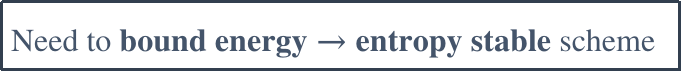 Need to bound energy → entropy stable scheme